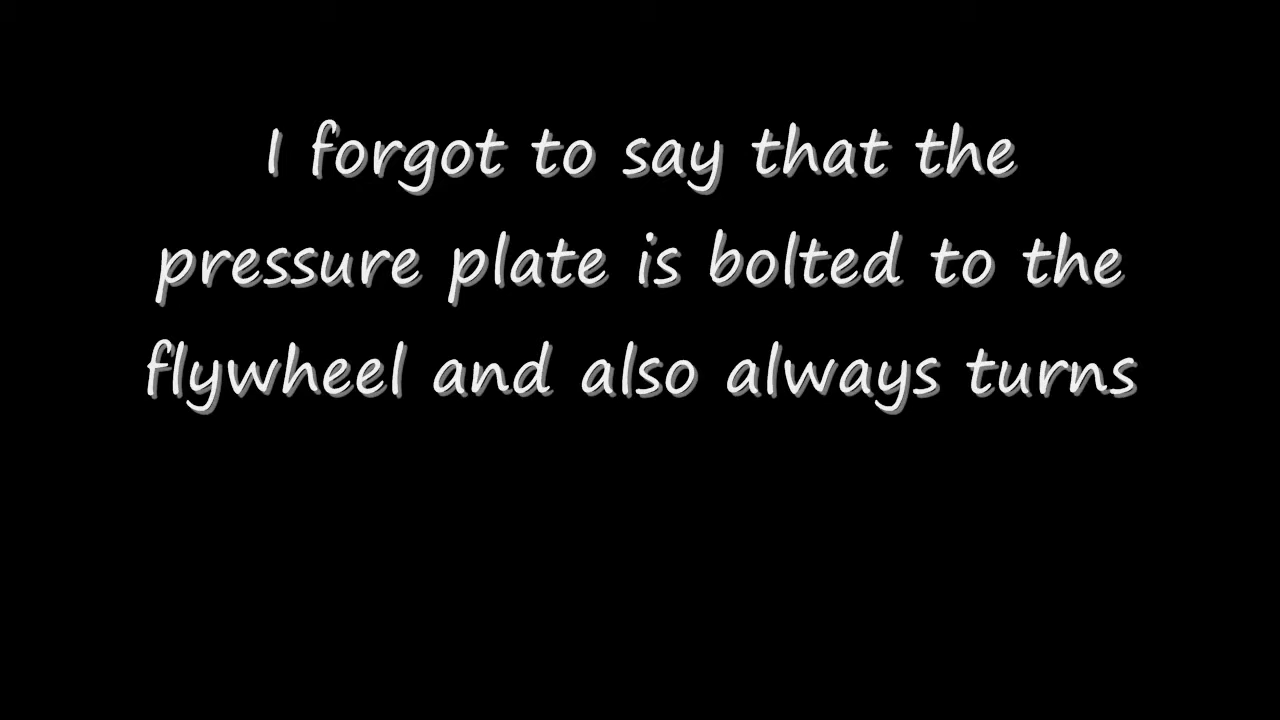 I forgot to say that the
pressure plate is bolted to the
flywheel and also always turns